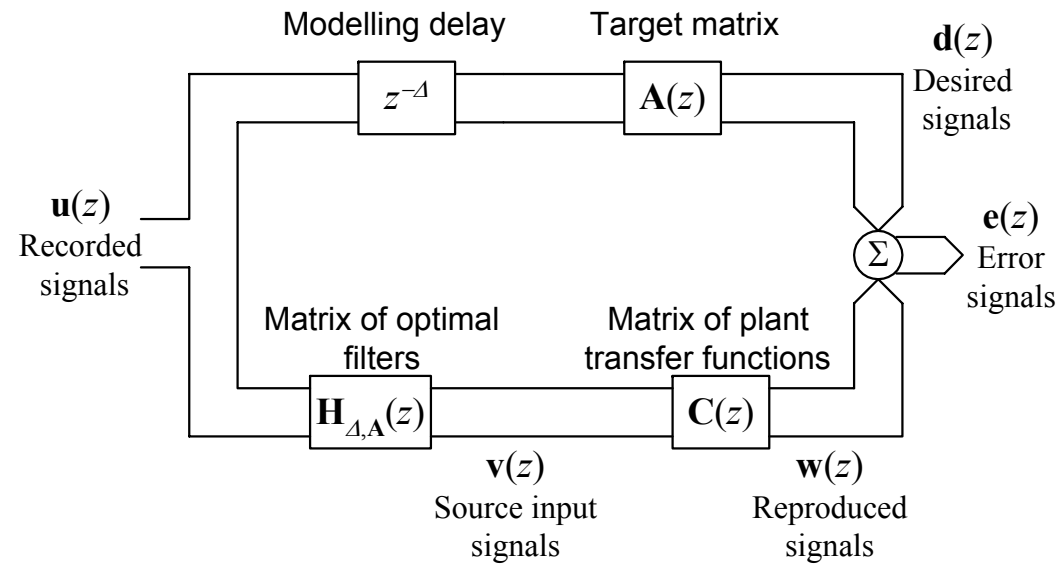 Modelling delay
Target matrix
z^{-Δ}
A(z)
d(z)
Desired
signals
u(z)
Recorded
signals
Σ
e(z)
Error
signals
Matrix of optimal
filters
Matrix of plant
transfer functions
H_{Δ,A}(z)
C(z)
v(z)
Source input
signals
w(z)
Reproduced
signals